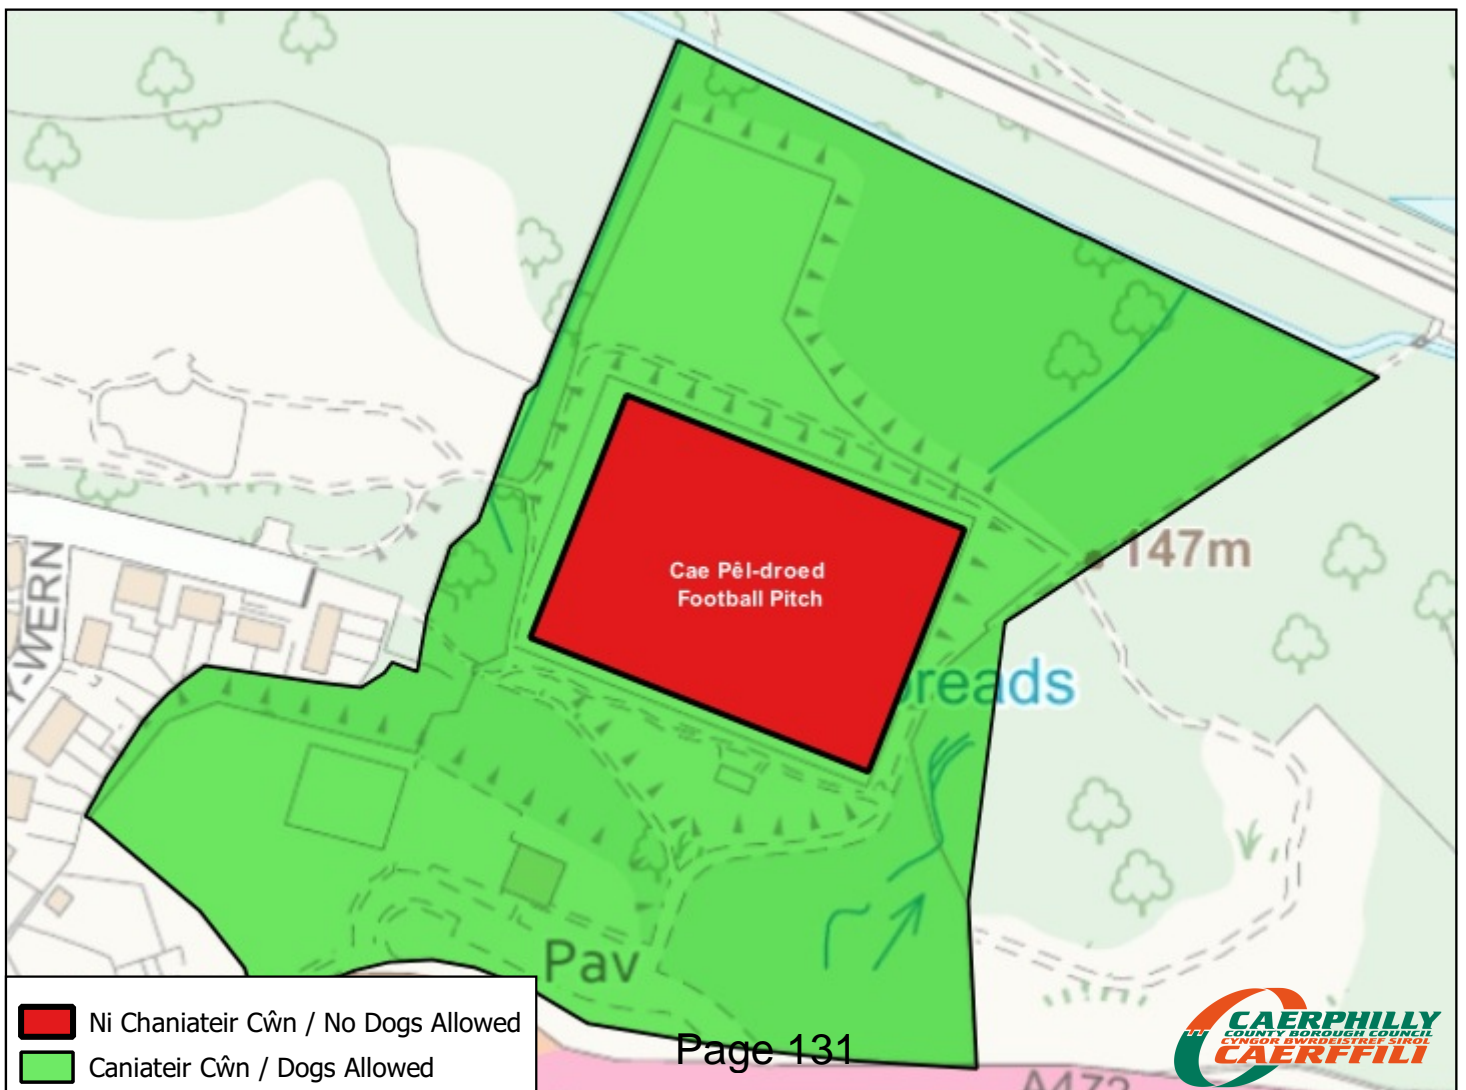 Cae Pêl-droed
Football Pitch
147m
Y-WERN
Pav
Ni Chaniateir Cŵn / No Dogs Allowed
Caniateir Cŵn / Dogs Allowed
Page 131
A472
CAERPHILLY
COUNTY BOROUGH COUNCIL
CYNGOR BWRDEISTREF SIROL
CAERFFILI